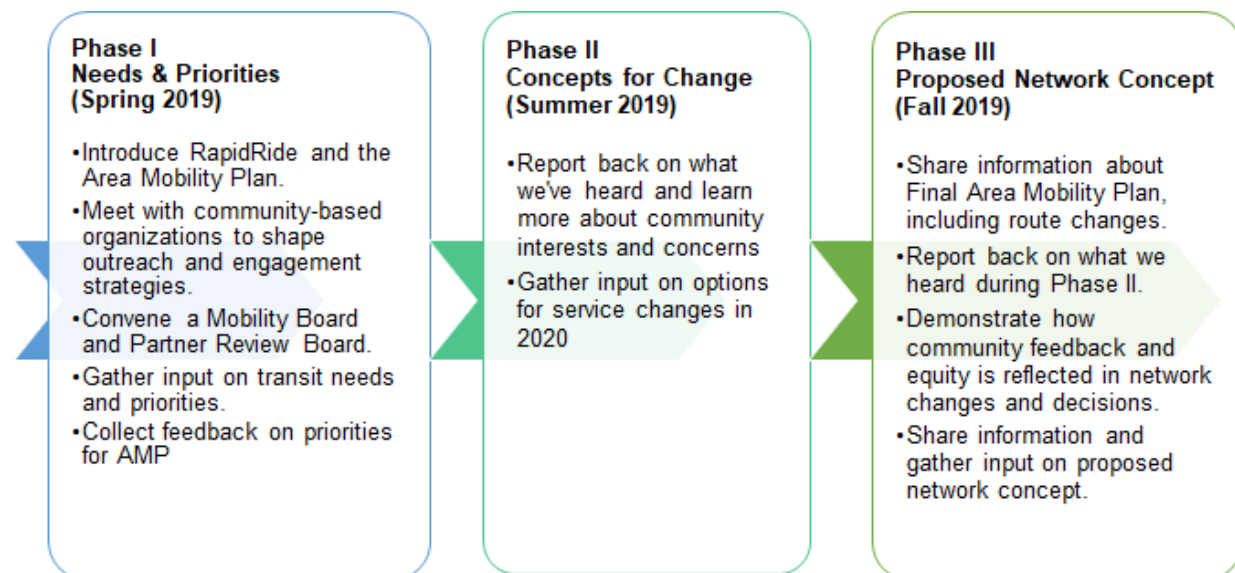 Phase I
Needs & Priorities
(Spring 2019)
•Introduce RapidRide and the
Area Mobility Plan.
•Meet with community-based
organizations to shape
outreach and engagement
strategies.
•Convene a Mobility Board
and Partner Review Board.
•Gather input on transit needs
and priorities.
•Collect feedback on priorities
for AMP
Phase II
Concepts for Change
(Summer 2019)
•Report back on what
we've heard and learn
more about community
interests and concerns
•Gather input on options
for service changes in
2020
Phase III
Proposed Network Concept
(Fall 2019)
•Share information about
Final Area Mobility Plan,
including route changes.
•Report back on what we
heard during Phase II.
•Demonstrate how
community feedback and
equity is reflected in network
changes and decisions.
•Share information and
gather input on proposed
network concept.